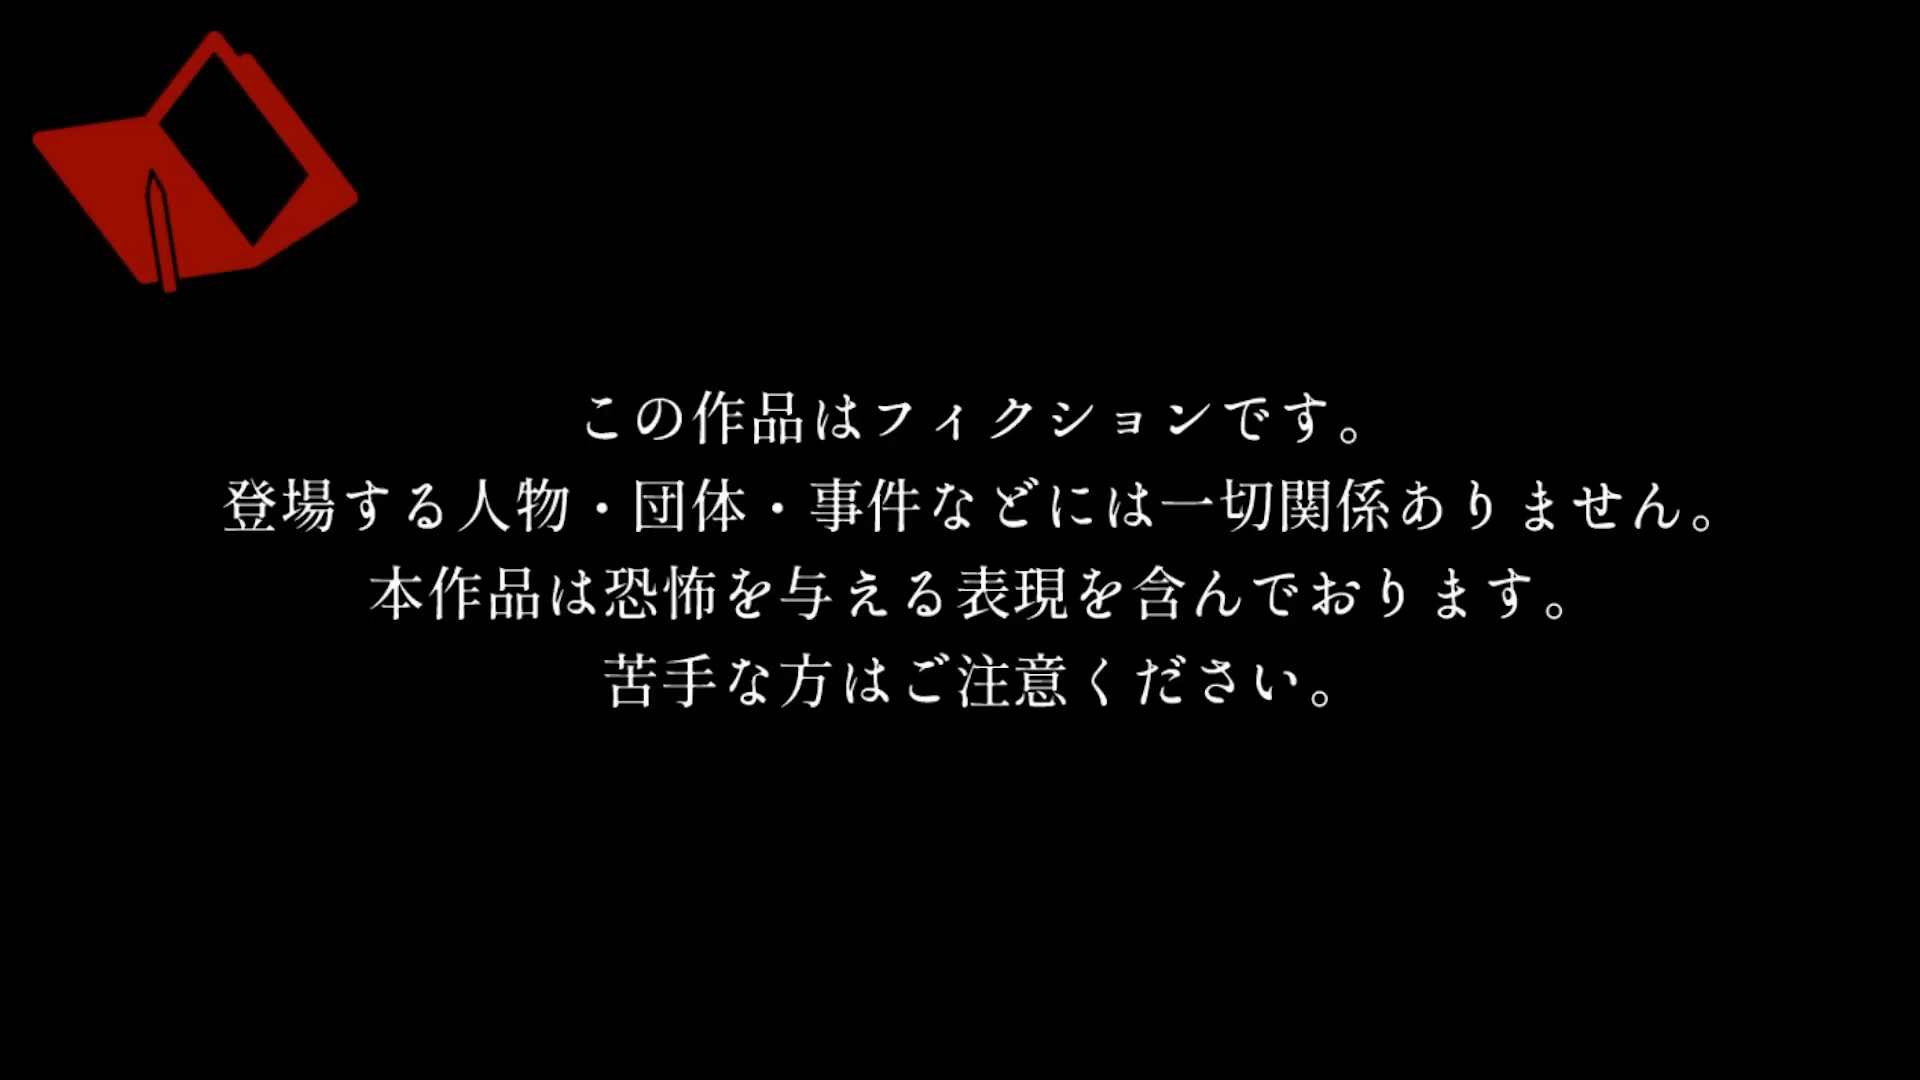 この作品はフィクションです。
登場する人物・団体・事件などには一切関係ありません。
本作品は恐怖を与える表現を含んでおります。
苦手な方はご注意ください。